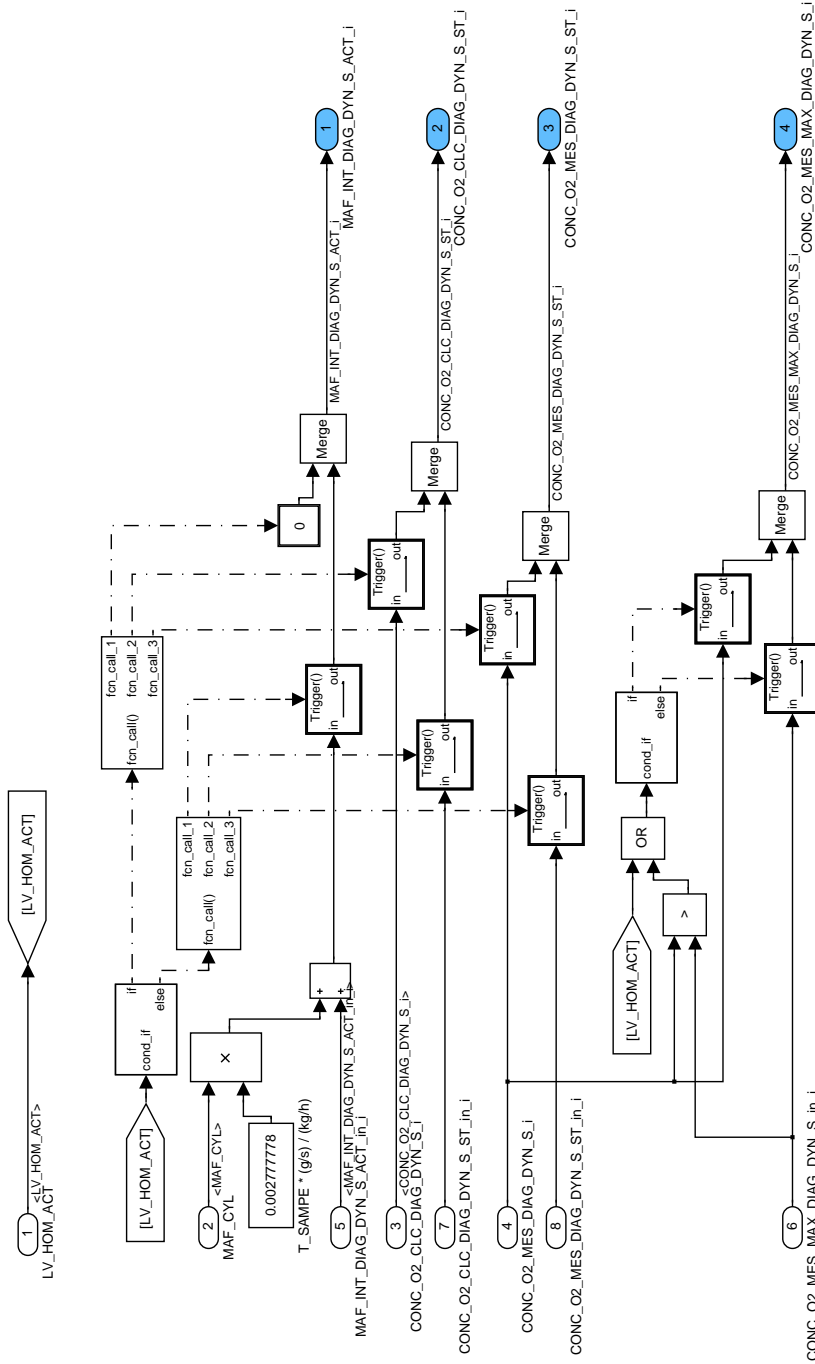 1
<LV_HOM_ACT>
LV_HOM_ACT
[LV_HOM_ACT]
[LV_HOM_ACT]
cond_if
if
else
fcn_call()
fcn_call_1
fcn_call_2
fcn_call_3
fcn_call()
fcn_call_1
fcn_call_2
fcn_call_3
2
<MAF_CYL>
MAF_CYL
0.002777778
T_SAMPE * (g/s) / (kg/h)
×
+
+
5
<MAF_INT_DIAG_DYN_S_ACT_in_i>
MAF_INT_DIAG_DYN_S_ACT_in_i
Trigger()
in
out
0
Merge
MAF_INT_DIAG_DYN_S_ACT_i
1
MAF_INT_DIAG_DYN_S_ACT_i
3
<CONC_O2_CLC_DIAG_DYN_S_i>
CONC_O2_CLC_DIAG_DYN_S_i
Trigger()
in
out
7
CONC_O2_CLC_DIAG_DYN_S_ST_in_i
Trigger()
in
out
Merge
CONC_O2_CLC_DIAG_DYN_S_ST_i
2
CONC_O2_CLC_DIAG_DYN_S_ST_i
4
CONC_O2_MES_DIAG_DYN_S_i
Trigger()
in
out
8
CONC_O2_MES_DIAG_DYN_S_ST_in_i
Trigger()
in
out
Merge
CONC_O2_MES_DIAG_DYN_S_ST_i
3
CONC_O2_MES_DIAG_DYN_S_ST_i
[LV_HOM_ACT]
>
OR
cond_if
if
else
Trigger()
in
out
6
CONC_O2_MES_MAX_DIAG_DYN_S_in_i
Trigger()
in
out
Merge
CONC_O2_MES_MAX_DIAG_DYN_S_i
4
CONC_O2_MES_MAX_DIAG_DYN_S_i